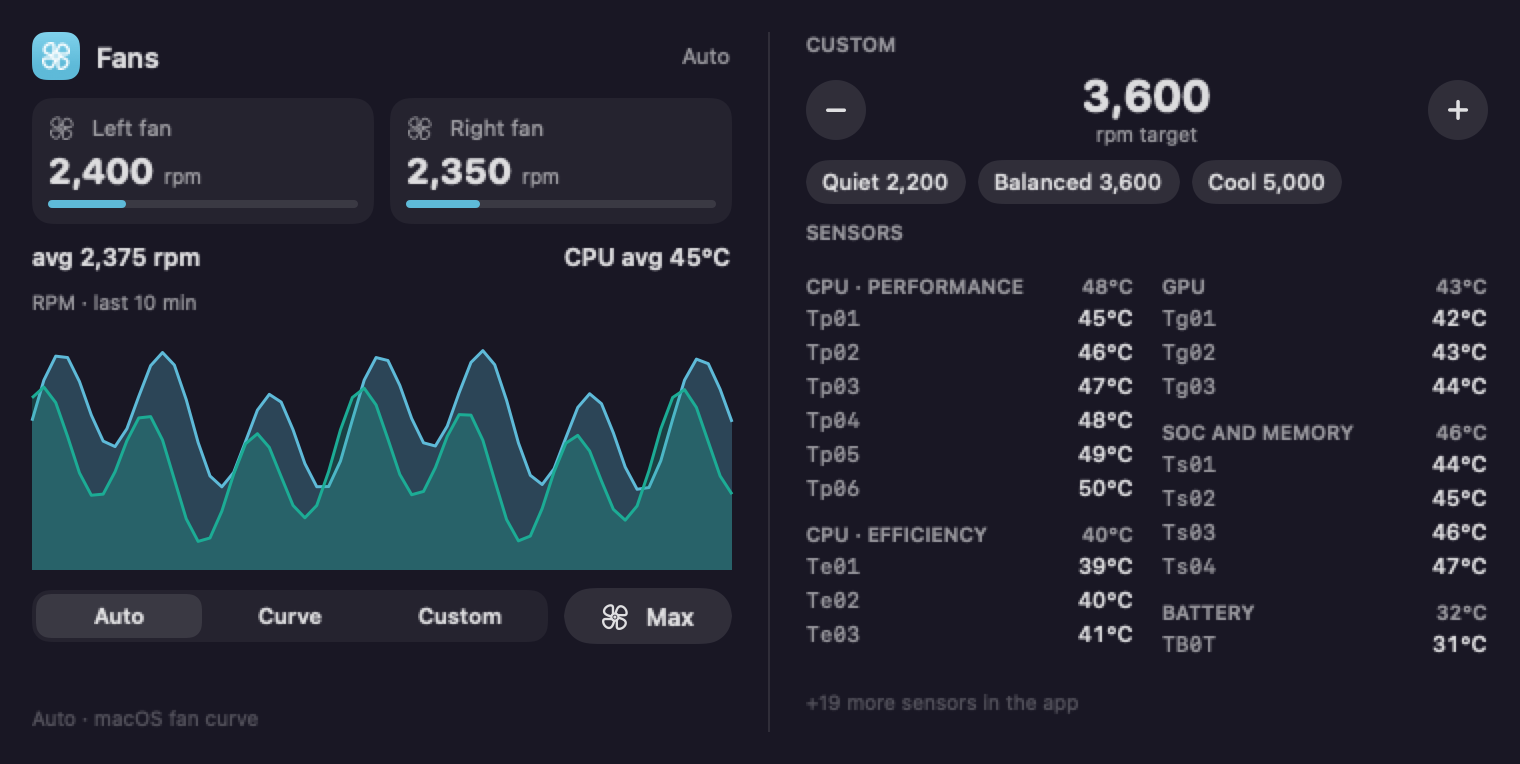 Fans
Auto
Left fan
2,400 rpm
Right fan
2,350 rpm
avg 2,375 rpm
CPU avg 45°C
RPM · last 10 min
Auto
Curve
Custom
Max
Auto · macOS fan curve
CUSTOM
−
3,600
+
rpm target
Quiet 2,200
Balanced 3,600
Cool 5,000
SENSORS
CPU · PERFORMANCE 48°C
Tp01 45°C
Tp02 46°C
Tp03 47°C
Tp04 48°C
Tp05 49°C
Tp06 50°C
CPU · EFFICIENCY 40°C
Te01 39°C
Te02 40°C
Te03 41°C
GPU 43°C
Tg01 42°C
Tg02 43°C
Tg03 44°C
SOC AND MEMORY 46°C
Ts01 44°C
Ts02 45°C
Ts03 46°C
Ts04 47°C
BATTERY 32°C
TB0T 31°C
+19 more sensors in the app